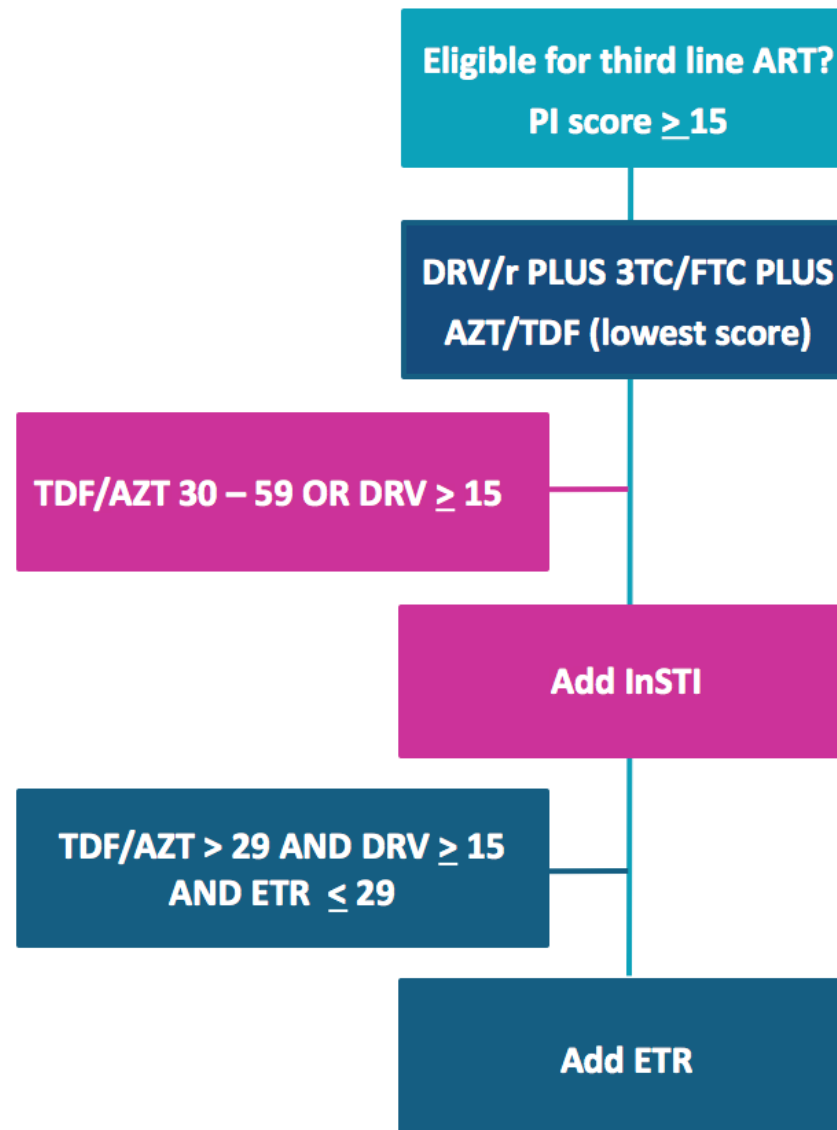 Eligible for third line ART?
PI score ≥ 15
DRV/r PLUS 3TC/FTC PLUS
AZT/TDF (lowest score)
TDF/AZT 30 – 59 OR DRV ≥ 15
Add InSTI
TDF/AZT > 29 AND DRV ≥ 15
AND ETR ≤ 29
Add ETR